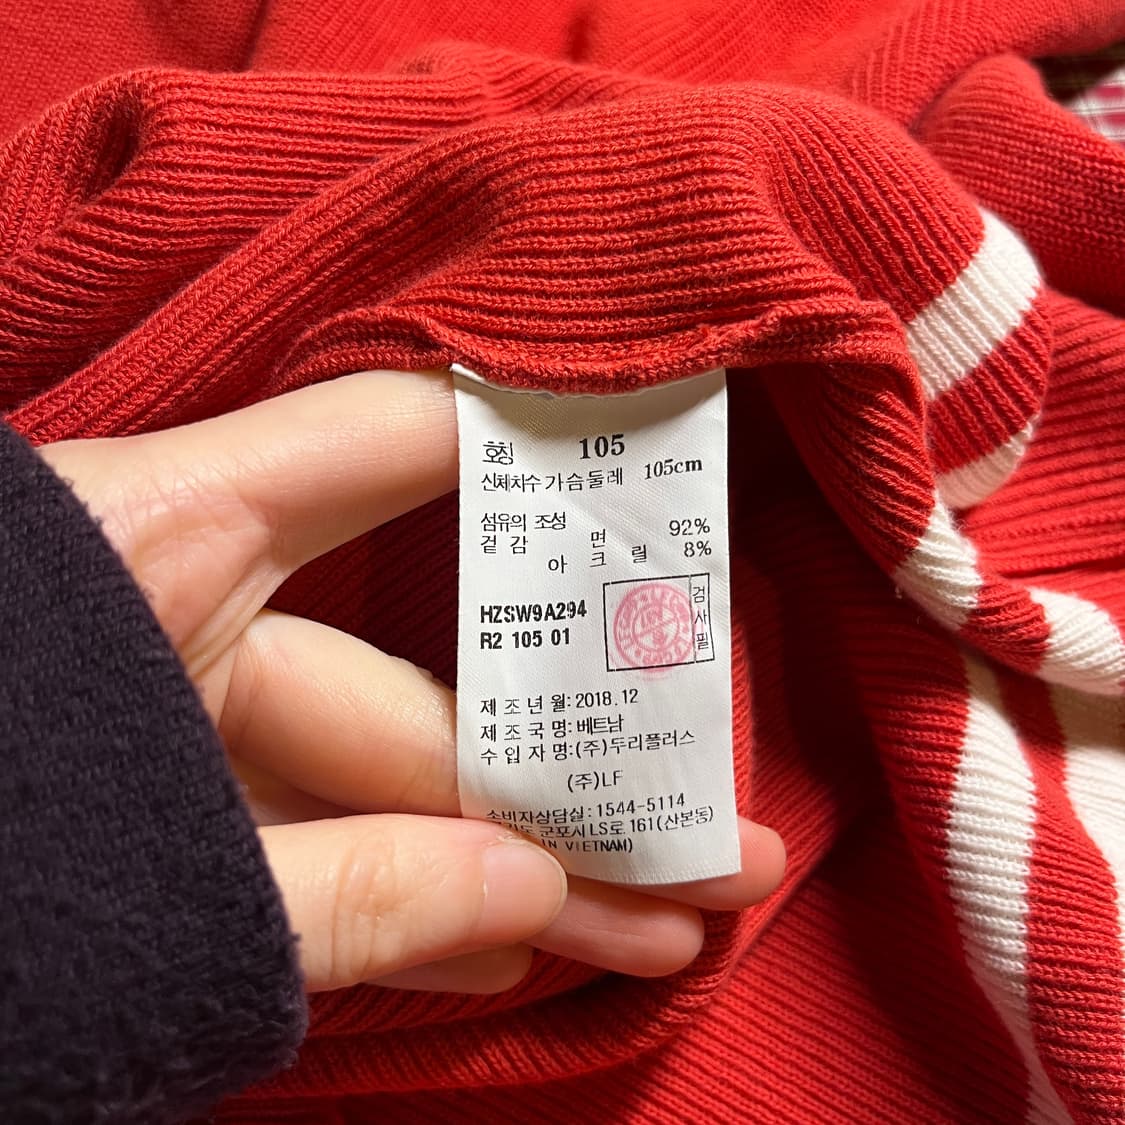 호칭 105
신체치수 가슴둘레 105cm
섬유의 조성
겉감 면 92%
아크릴 8%
HZSW9A294
R2 105 01
검사필
제조년월: 2018.12
제조국명: 베트남
수입자명: (주)두리플러스
(주)LF
소비자상담실: 1544-5114
군포시 LS로 161(산본동)
IN VIETNAM)